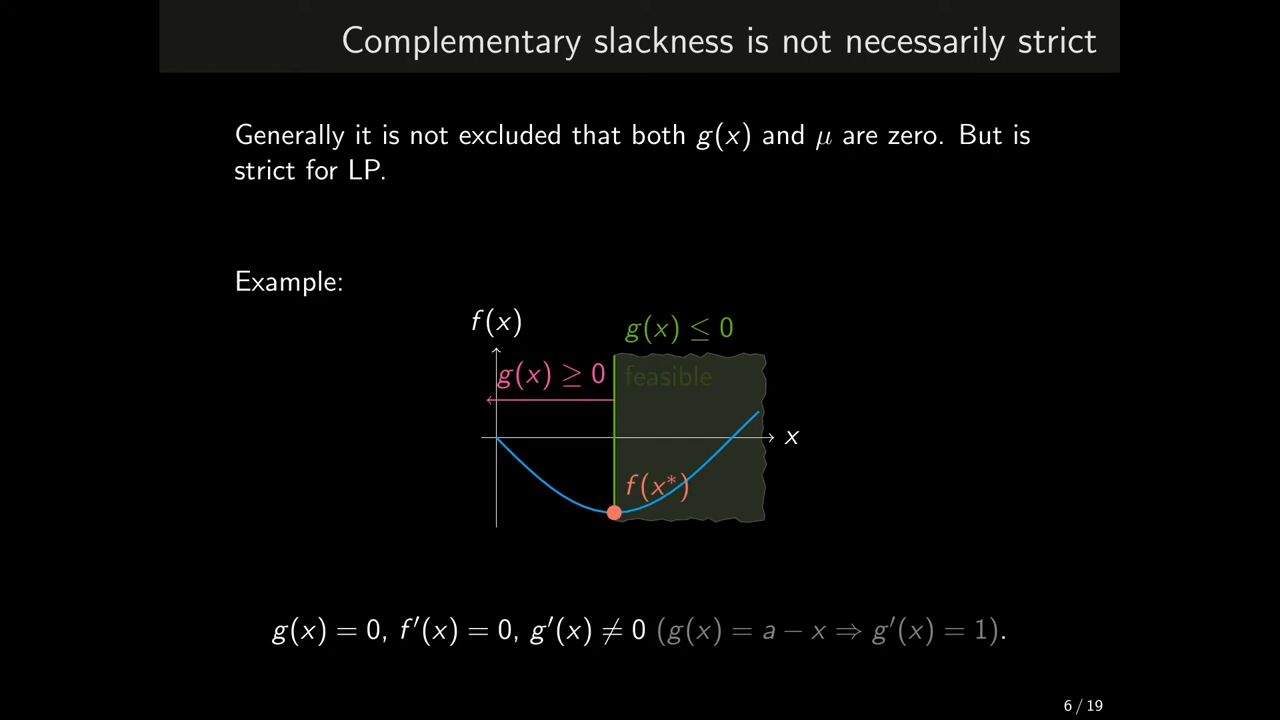 Complementary slackness is not necessarily strict
Generally it is not excluded that both g(x) and μ are zero. But is
strict for LP.
Example:
f(x)
g(x) ≤ 0
g(x) ≥ 0
feasible
x
f(x*)
g(x) = 0, f′(x) = 0, g′(x) ≠ 0 (g(x) = a − x ⇒ g′(x) = 1).
6 / 19